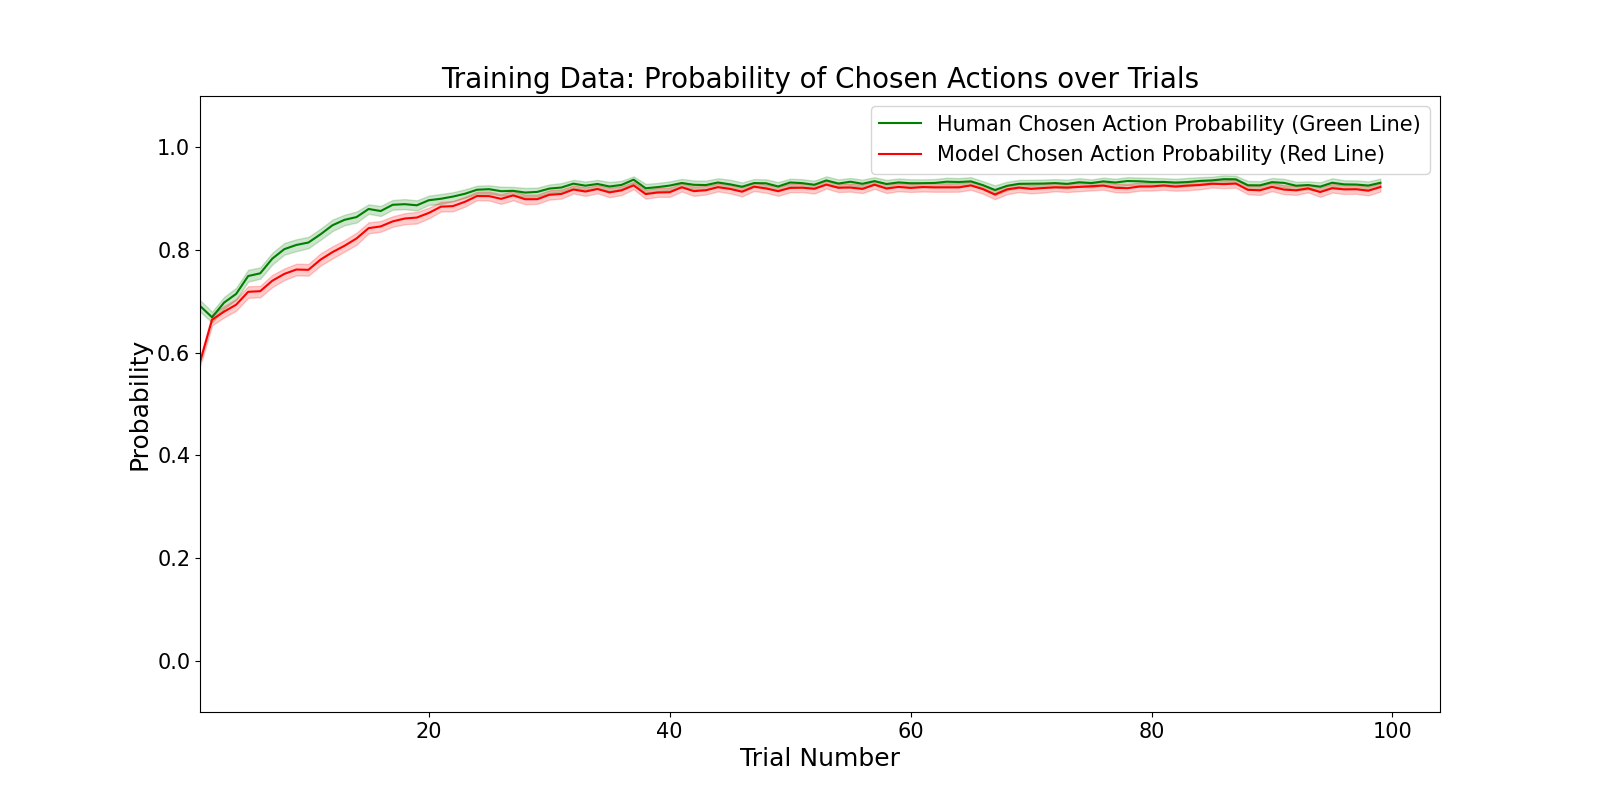 Training Data: Probability of Chosen Actions over Trials
Human Chosen Action Probability (Green Line)
Model Chosen Action Probability (Red Line)
1.0
0.8
0.6
0.4
0.2
0.0
Probability
20 40 60 80 100
Trial Number